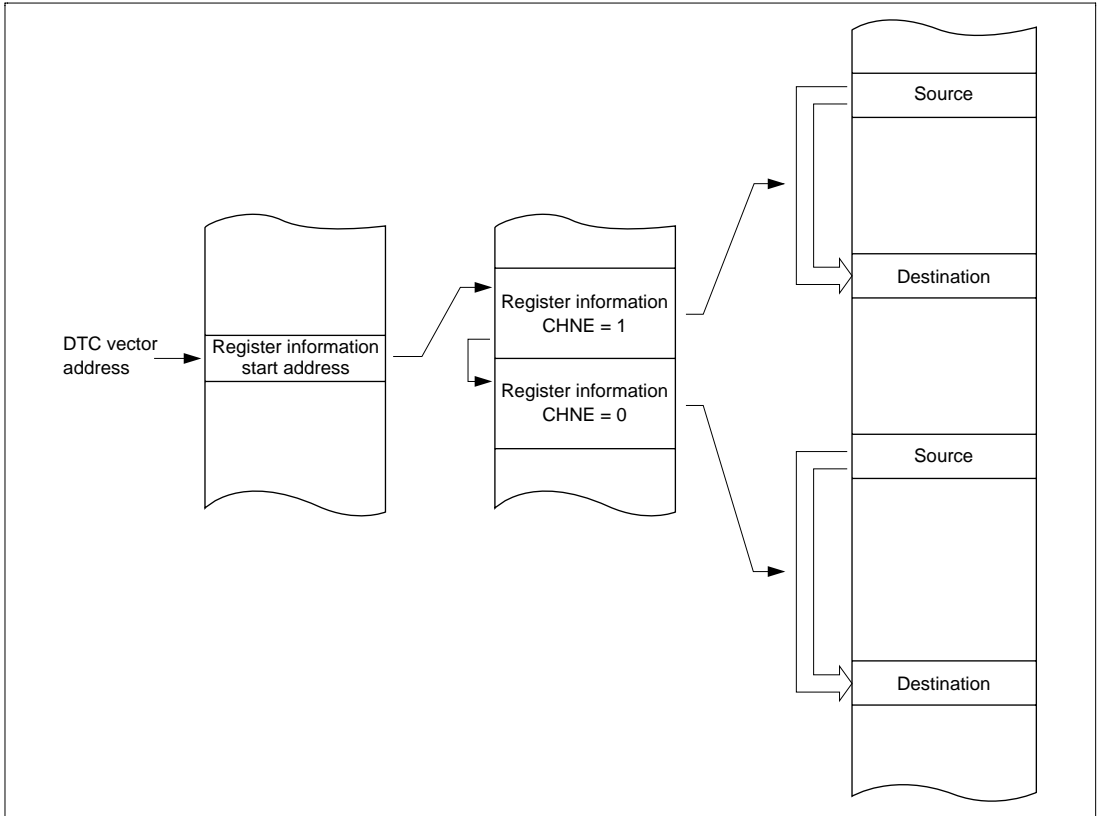 DTC vector
address
Register information
start address
Register information
CHNE = 1
Register information
CHNE = 0
Source
Destination
Source
Destination